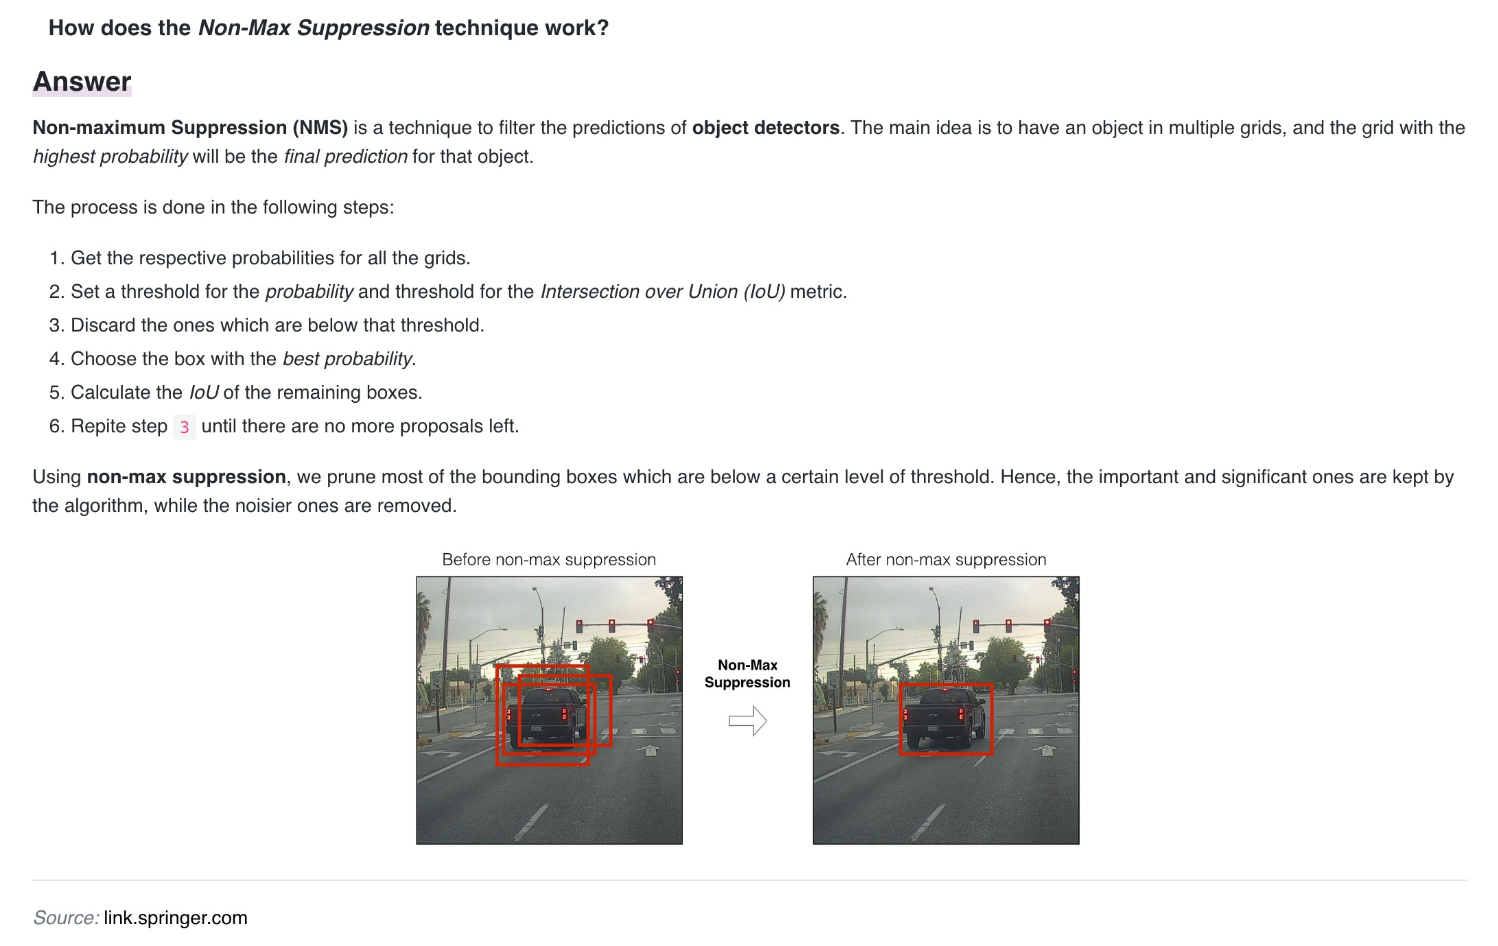 How does the Non-Max Suppression technique work?
Answer
Non-maximum Suppression (NMS) is a technique to filter the predictions of object detectors. The main idea is to have an object in multiple grids, and the grid with the
highest probability will be the final prediction for that object.
The process is done in the following steps:
1. Get the respective probabilities for all the grids.
2. Set a threshold for the probability and threshold for the Intersection over Union (IoU) metric.
3. Discard the ones which are below that threshold.
4. Choose the box with the best probability.
5. Calculate the IoU of the remaining boxes.
6. Repite step 3 until there are no more proposals left.
Using non-max suppression, we prune most of the bounding boxes which are below a certain level of threshold. Hence, the important and significant ones are kept by
the algorithm, while the noisier ones are removed.
Before non-max suppression
After non-max suppression
Non-Max
Suppression
Source: link.springer.com